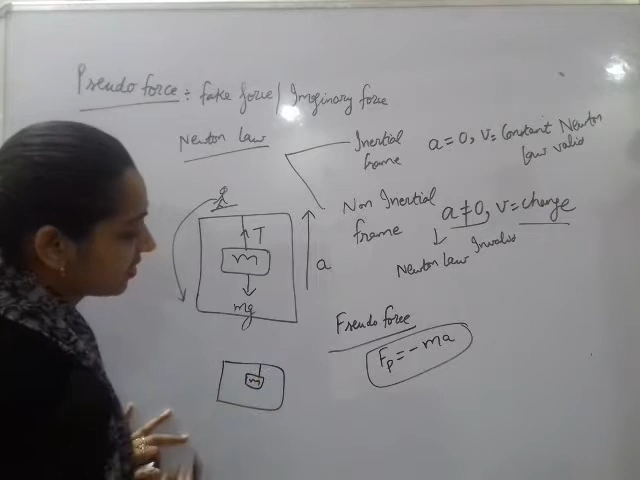 Pseudo force : fake force / Imaginary force
Newton law
Inertial
frame
a = 0, v = Constant Newton
law valid
Non Inertial
frame
a ≠ 0, v = change
Newton law Invalid
T
m
mg
a
Fseudo force
Fp = - ma
m